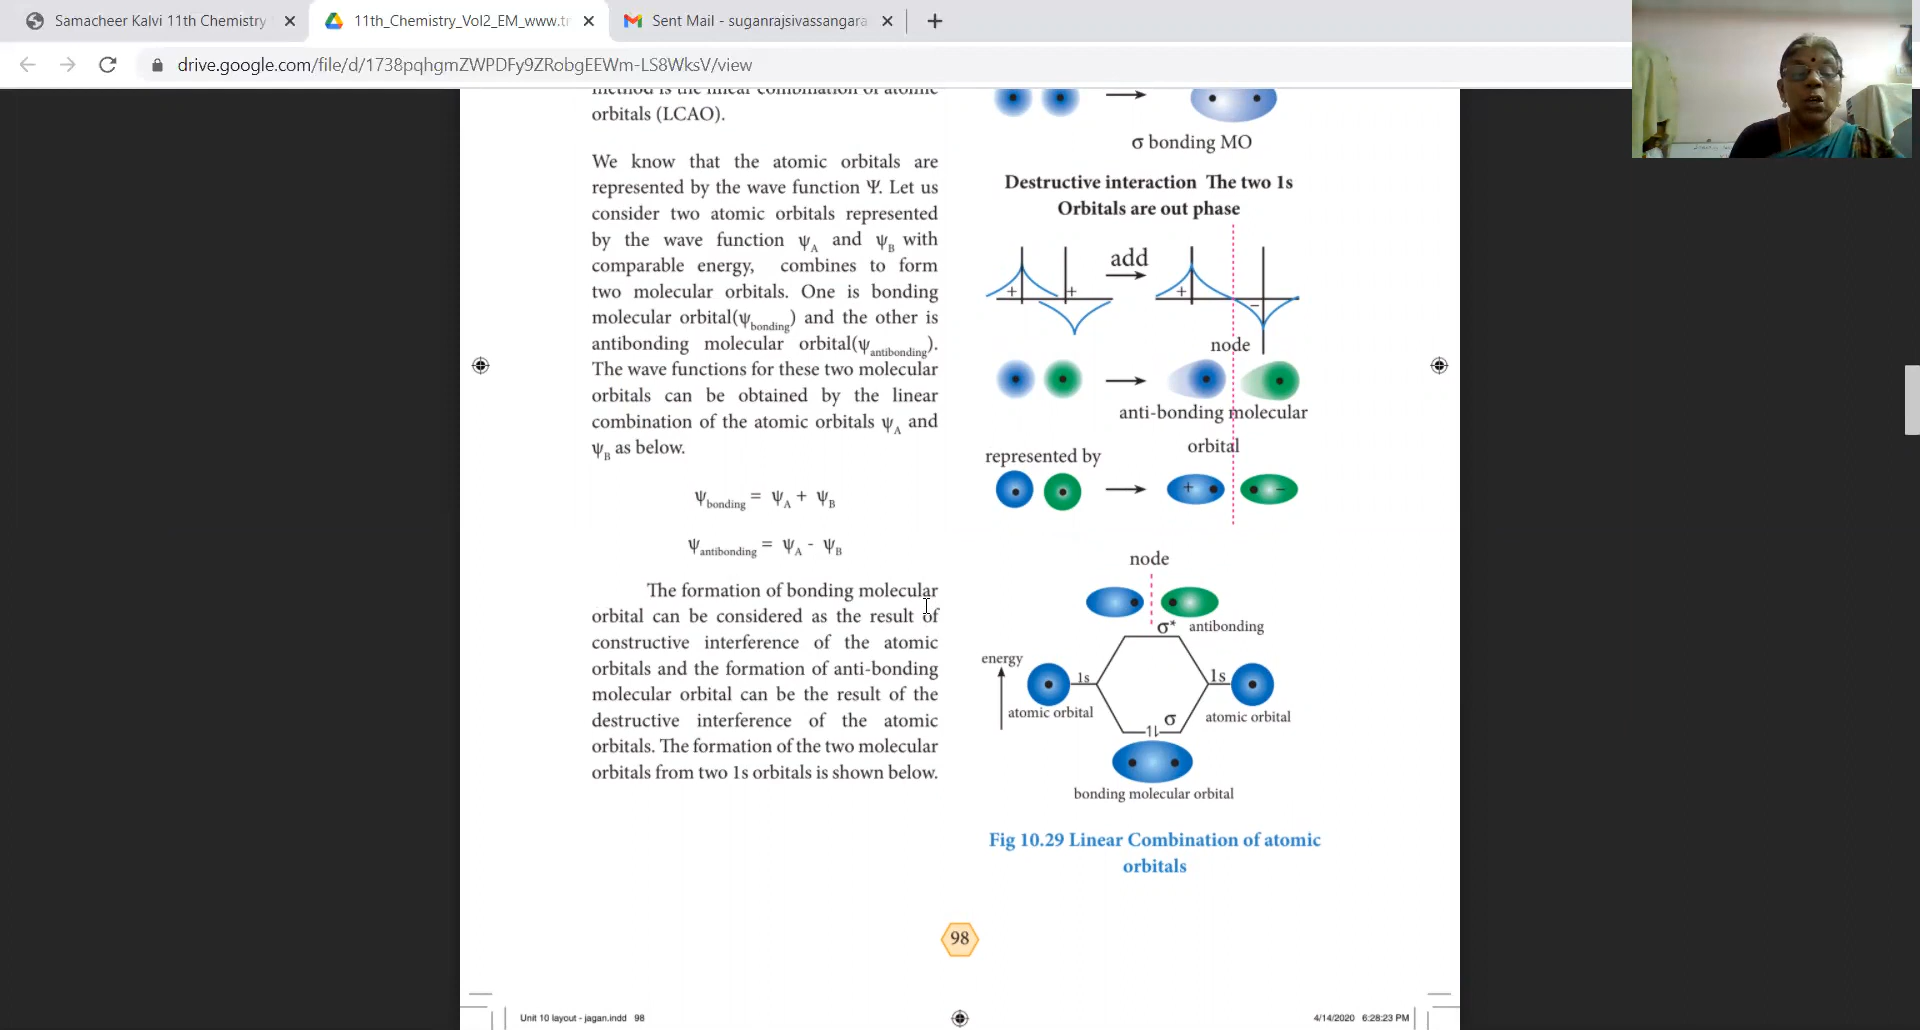 Samacheer Kalvi 11th Chemistry
11th_Chemistry_Vol2_EM_www.tr
Sent Mail - suganrajsivassangara
drive.google.com/file/d/1738pqhgmZWPDFy9ZRobgEEWm-LS8WksV/view
method is the linear combination of atomic
orbitals (LCAO).
We know that the atomic orbitals are
represented by the wave function Ψ. Let us
consider two atomic orbitals represented
by the wave function ψA and ψB with
comparable energy, combines to form
two molecular orbitals. One is bonding
molecular orbital(ψbonding) and the other is
antibonding molecular orbital(ψantibonding).
The wave functions for these two molecular
orbitals can be obtained by the linear
combination of the atomic orbitals ψA and
ψB as below.
Ψbonding = ψA + ψB
Ψantibonding = ψA - ψB
The formation of bonding molecular
orbital can be considered as the result of
constructive interference of the atomic
orbitals and the formation of anti-bonding
molecular orbital can be the result of the
destructive interference of the atomic
orbitals. The formation of the two molecular
orbitals from two 1s orbitals is shown below.
σ bonding MO
Destructive interaction The two 1s
Orbitals are out phase
add
+ + + -
node
anti-bonding molecular
orbital
represented by
+ -
node
σ* antibonding
energy
1s 1s
atomic orbital σ atomic orbital
1l
bonding molecular orbital
Fig 10.29 Linear Combination of atomic
orbitals
98
Unit 10 layout - jagan.indd 98
4/14/2020 6:28:23 PM